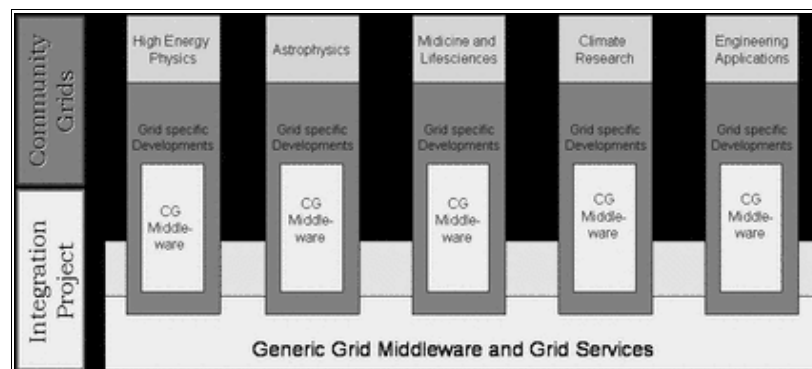 Community
Grids
Integration
Project
High Energy
Physics
Astrophysics
Midicine and
Lifesciences
Climate
Research
Engineering
Applications
Grid specific
Developments
Grid specific
Developments
Grid specific
Developments
Grid specific
Developments
Grid specific
Developments
CG
Middle-
ware
CG
Middle-
ware
CG
Middle-
ware
CG
Middle-
ware
CG
Middle-
ware
Generic Grid Middleware and Grid Services